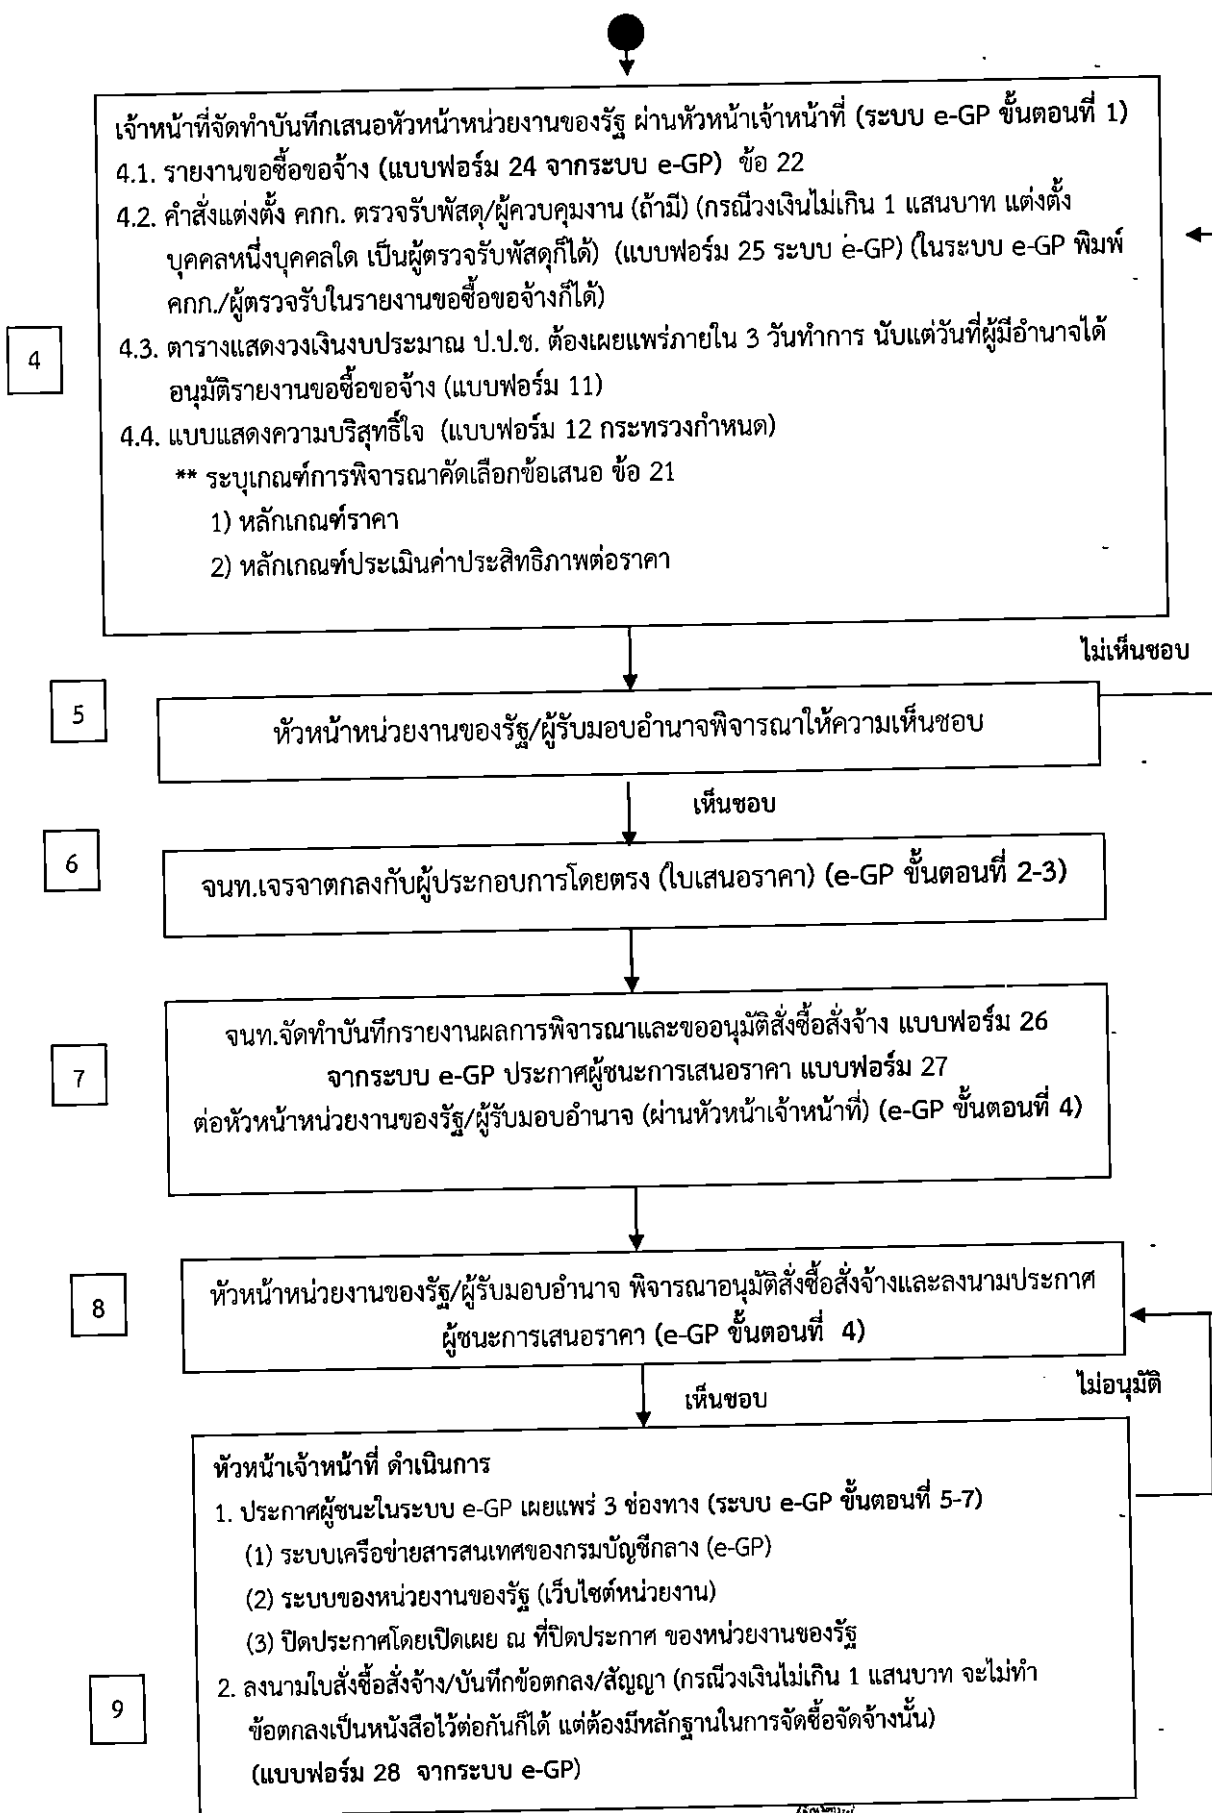 เจ้าหน้าที่จัดทำบันทึกเสนอหัวหน้าหน่วยงานของรัฐ ผ่านหัวหน้าเจ้าหน้าที่ (ระบบ e-GP ขั้นตอนที่ 1)
4.1. รายงานขอซื้อขอจ้าง (แบบฟอร์ม 24 จากระบบ e-GP) ข้อ 22
4.2. คำสั่งแต่งตั้ง คกก. ตรวจรับพัสดุ/ผู้ควบคุมงาน (ถ้ามี) (กรณีวงเงินไม่เกิน 1 แสนบาท แต่งตั้ง
บุคคลหนึ่งบุคคลใด เป็นผู้ตรวจรับพัสดุก็ได้) (แบบฟอร์ม 25 ระบบ e-GP) (ในระบบ e-GP พิมพ์
คกก./ผู้ตรวจรับในรายงานขอซื้อขอจ้างก็ได้)
4
4.3. ตารางแสดงวงเงินงบประมาณ ป.ป.ช. ต้องเผยแพร่ภายใน 3 วันทำการ นับแต่วันที่ผู้มีอำนาจได้
อนุมัติรายงานขอซื้อขอจ้าง (แบบฟอร์ม 11)
4.4. แบบแสดงความบริสุทธิ์ใจ (แบบฟอร์ม 12 กระทรวงกำหนด)
** ระบุเกณฑ์การพิจารณาคัดเลือกข้อเสนอ ข้อ 21
1) หลักเกณฑ์ราคา
2) หลักเกณฑ์ประเมินค่าประสิทธิภาพต่อราคา
ไม่เห็นชอบ
5
หัวหน้าหน่วยงานของรัฐ/ผู้รับมอบอำนาจพิจารณาให้ความเห็นชอบ
เห็นชอบ
6
จนท.เจรจาตกลงกับผู้ประกอบการโดยตรง (ใบเสนอราคา) (e-GP ขั้นตอนที่ 2-3)
7
จนท.จัดทำบันทึกรายงานผลการพิจารณาและขออนุมัติสั่งซื้อสั่งจ้าง แบบฟอร์ม 26
จากระบบ e-GP ประกาศผู้ชนะการเสนอราคา แบบฟอร์ม 27
ต่อหัวหน้าหน่วยงานของรัฐ/ผู้รับมอบอำนาจ (ผ่านหัวหน้าเจ้าหน้าที่) (e-GP ขั้นตอนที่ 4)
8
หัวหน้าหน่วยงานของรัฐ/ผู้รับมอบอำนาจ พิจารณาอนุมัติสั่งซื้อสั่งจ้างและลงนามประกาศ
ผู้ชนะการเสนอราคา (e-GP ขั้นตอนที่ 4)
เห็นชอบ
ไม่อนุมัติ
หัวหน้าเจ้าหน้าที่ ดำเนินการ
1. ประกาศผู้ชนะในระบบ e-GP เผยแพร่ 3 ช่องทาง (ระบบ e-GP ขั้นตอนที่ 5-7)
(1) ระบบเครือข่ายสารสนเทศของกรมบัญชีกลาง (e-GP)
(2) ระบบของหน่วยงานของรัฐ (เว็บไซต์หน่วยงาน)
(3) ปิดประกาศโดยเปิดเผย ณ ที่ปิดประกาศ ของหน่วยงานของรัฐ
9
2. ลงนามใบสั่งซื้อสั่งจ้าง/บันทึกข้อตกลง/สัญญา (กรณีวงเงินไม่เกิน 1 แสนบาท จะไม่ทำ
ข้อตกลงเป็นหนังสือไว้ต่อกันก็ได้ แต่ต้องมีหลักฐานในการจัดซื้อจัดจ้างนั้น)
(แบบฟอร์ม 28 จากระบบ e-GP)